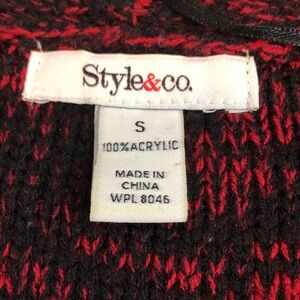 Style&co.
S
100%ACRYLIC
MADE IN
CHINA
WPL 8046